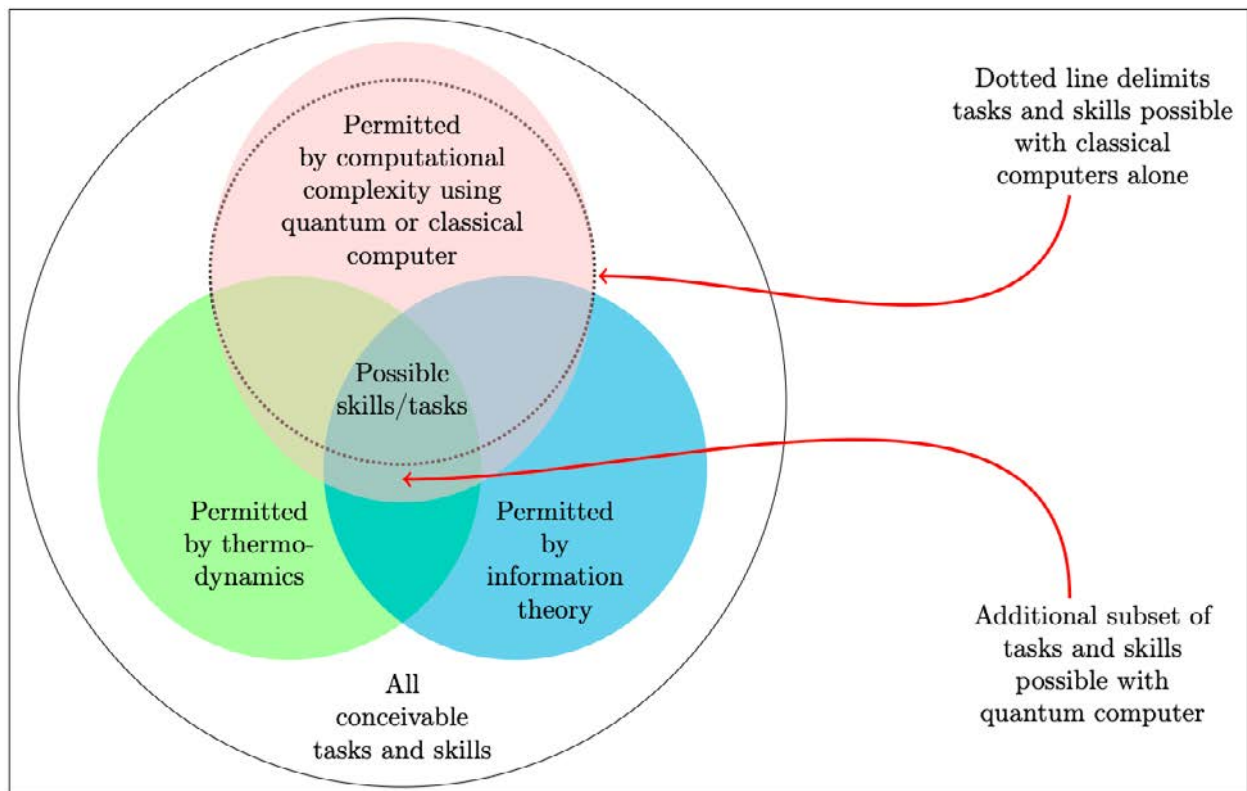 Permitted
by computational
complexity using
quantum or classical
computer
Dotted line delimits
tasks and skills possible
with classical
computers alone
Possible
skills/tasks
Permitted
by thermo-
dynamics
Permitted
by
information
theory
All
conceivable
tasks and skills
Additional subset of
tasks and skills
possible with
quantum computer